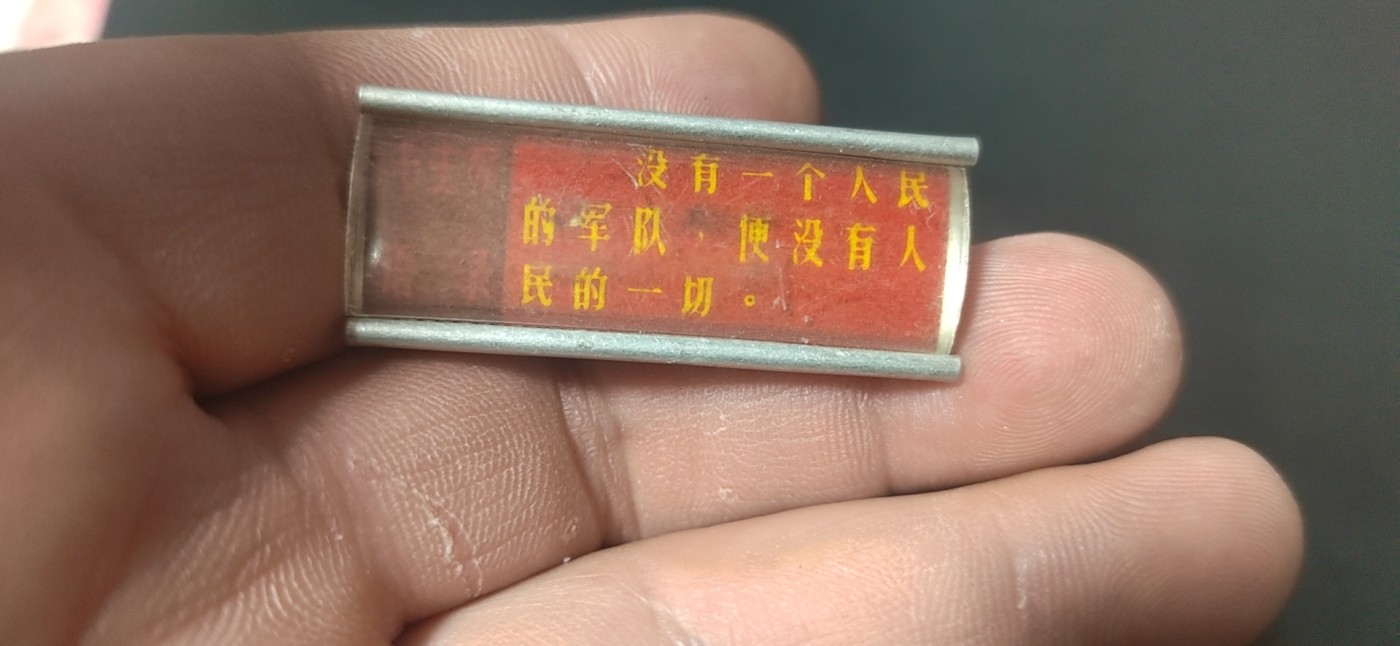 没有一个人民
的军队，便没有人
民的一切。